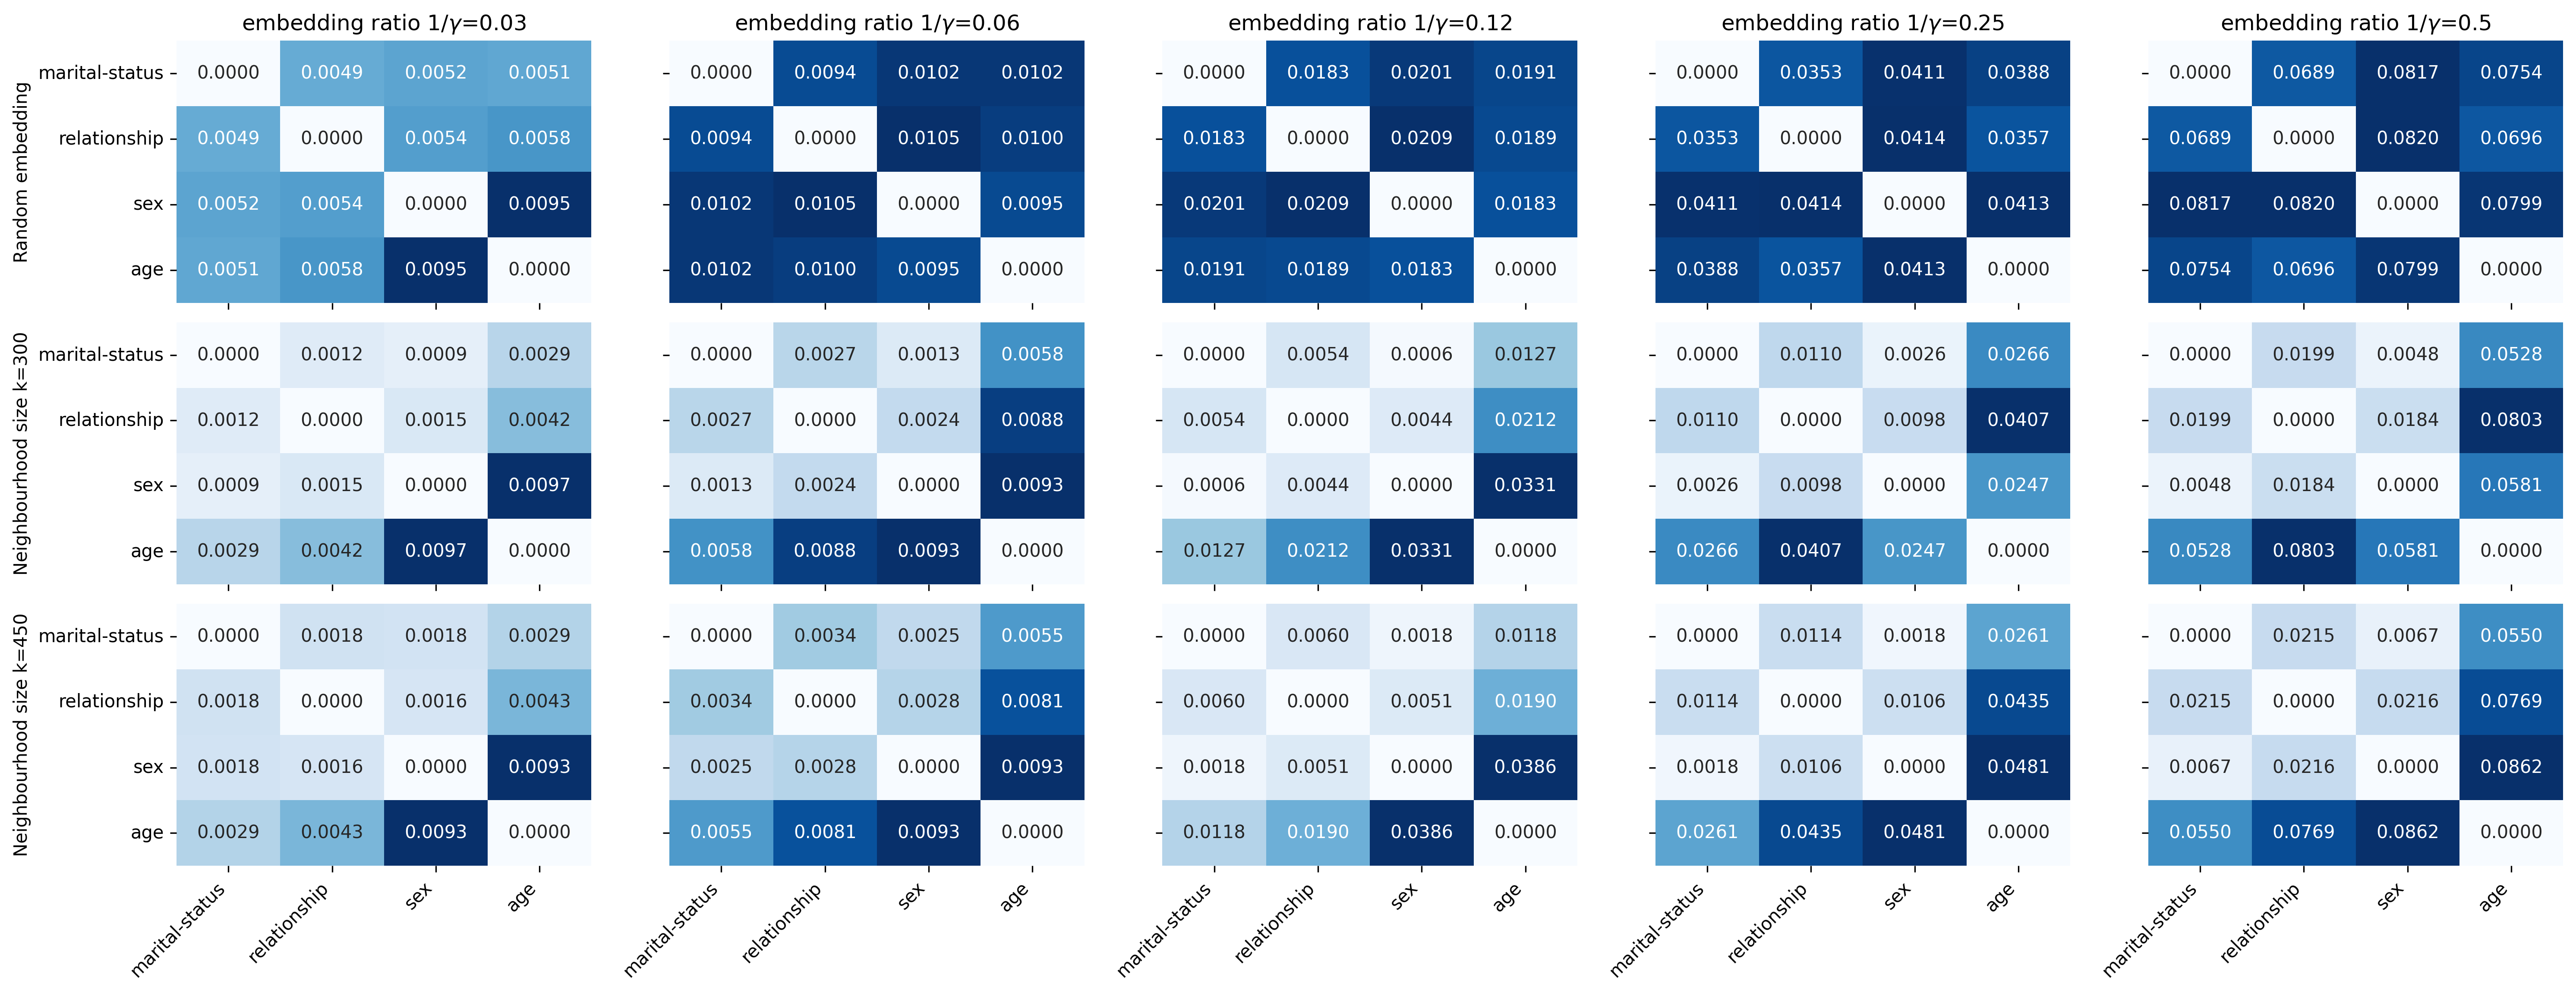 embedding ratio 1/γ=0.03 embedding ratio 1/γ=0.06 embedding ratio 1/γ=0.12 embedding ratio 1/γ=0.25 embedding ratio 1/γ=0.5
Random embedding
marital-status 0.0000 0.0049 0.0052 0.0051 0.0000 0.0094 0.0102 0.0102 0.0000 0.0183 0.0201 0.0191 0.0000 0.0353 0.0411 0.0388 0.0000 0.0689 0.0817 0.0754
relationship 0.0049 0.0000 0.0054 0.0058 0.0094 0.0000 0.0105 0.0100 0.0183 0.0000 0.0209 0.0189 0.0353 0.0000 0.0414 0.0357 0.0689 0.0000 0.0820 0.0696
sex 0.0052 0.0054 0.0000 0.0095 0.0102 0.0105 0.0000 0.0095 0.0201 0.0209 0.0000 0.0183 0.0411 0.0414 0.0000 0.0413 0.0817 0.0820 0.0000 0.0799
age 0.0051 0.0058 0.0095 0.0000 0.0102 0.0100 0.0095 0.0000 0.0191 0.0189 0.0183 0.0000 0.0388 0.0357 0.0413 0.0000 0.0754 0.0696 0.0799 0.0000
Neighbourhood size k=300
marital-status 0.0000 0.0012 0.0009 0.0029 0.0000 0.0027 0.0013 0.0058 0.0000 0.0054 0.0006 0.0127 0.0000 0.0110 0.0026 0.0266 0.0000 0.0199 0.0048 0.0528
relationship 0.0012 0.0000 0.0015 0.0042 0.0027 0.0000 0.0024 0.0088 0.0054 0.0000 0.0044 0.0212 0.0110 0.0000 0.0098 0.0407 0.0199 0.0000 0.0184 0.0803
sex 0.0009 0.0015 0.0000 0.0097 0.0013 0.0024 0.0000 0.0093 0.0006 0.0044 0.0000 0.0331 0.0026 0.0098 0.0000 0.0247 0.0048 0.0184 0.0000 0.0581
age 0.0029 0.0042 0.0097 0.0000 0.0058 0.0088 0.0093 0.0000 0.0127 0.0212 0.0331 0.0000 0.0266 0.0407 0.0247 0.0000 0.0528 0.0803 0.0581 0.0000
Neighbourhood size k=450
marital-status 0.0000 0.0018 0.0018 0.0029 0.0000 0.0034 0.0025 0.0055 0.0000 0.0060 0.0018 0.0118 0.0000 0.0114 0.0018 0.0261 0.0000 0.0215 0.0067 0.0550
relationship 0.0018 0.0000 0.0016 0.0043 0.0034 0.0000 0.0028 0.0081 0.0060 0.0000 0.0051 0.0190 0.0114 0.0000 0.0106 0.0435 0.0215 0.0000 0.0216 0.0769
sex 0.0018 0.0016 0.0000 0.0093 0.0025 0.0028 0.0000 0.0093 0.0018 0.0051 0.0000 0.0386 0.0018 0.0106 0.0000 0.0481 0.0067 0.0216 0.0000 0.0862
age 0.0029 0.0043 0.0093 0.0000 0.0055 0.0081 0.0093 0.0000 0.0118 0.0190 0.0386 0.0000 0.0261 0.0435 0.0481 0.0000 0.0550 0.0769 0.0862 0.0000
marital-status relationship sex age marital-status relationship sex age marital-status relationship sex age marital-status relationship sex age marital-status relationship sex age